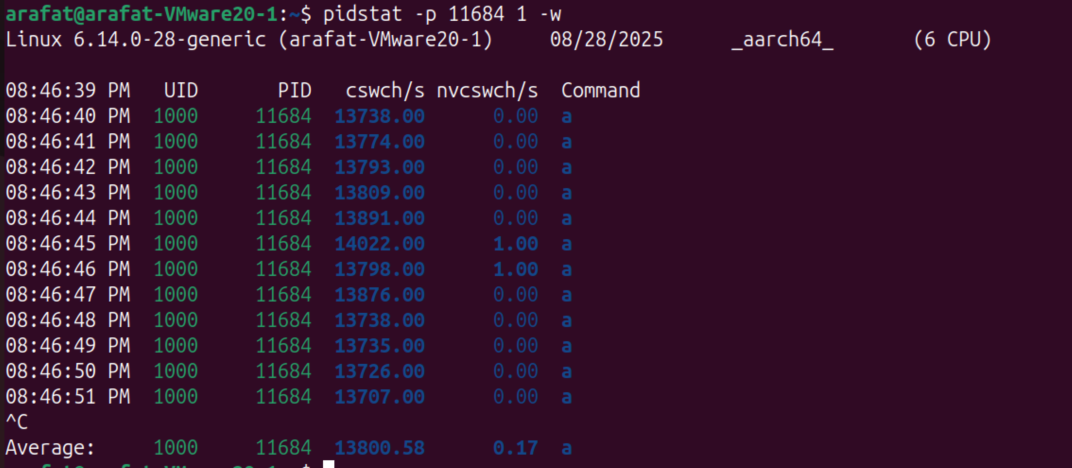 arafat@arafat-VMware20-1:~$ pidstat -p 11684 1 -w
Linux 6.14.0-28-generic (arafat-VMware20-1) 08/28/2025 _aarch64_ (6 CPU)
08:46:39 PM UID PID cswch/s nvcswch/s Command
08:46:40 PM 1000 11684 13738.00 0.00 a
08:46:41 PM 1000 11684 13774.00 0.00 a
08:46:42 PM 1000 11684 13793.00 0.00 a
08:46:43 PM 1000 11684 13809.00 0.00 a
08:46:44 PM 1000 11684 13891.00 0.00 a
08:46:45 PM 1000 11684 14022.00 1.00 a
08:46:46 PM 1000 11684 13798.00 1.00 a
08:46:47 PM 1000 11684 13876.00 0.00 a
08:46:48 PM 1000 11684 13738.00 0.00 a
08:46:49 PM 1000 11684 13735.00 0.00 a
08:46:50 PM 1000 11684 13726.00 0.00 a
08:46:51 PM 1000 11684 13707.00 0.00 a
^C
Average: 1000 11684 13800.58 0.17 a